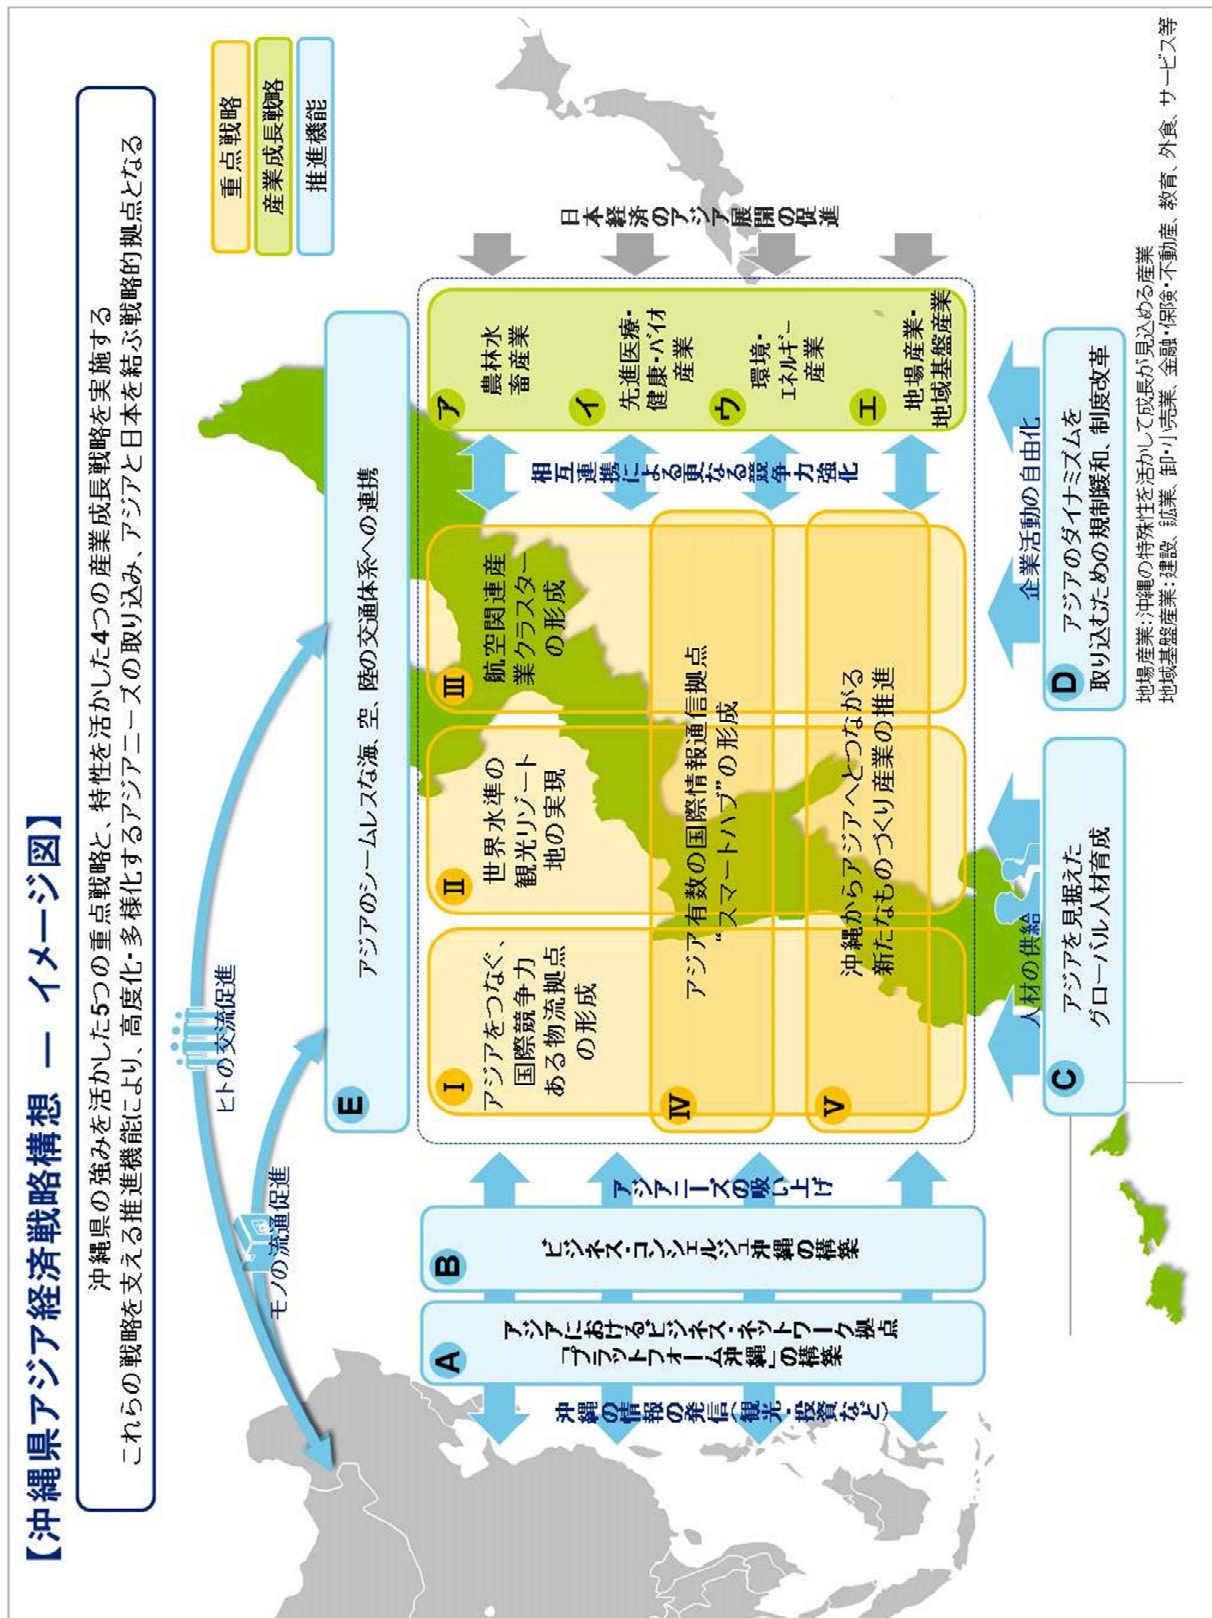 【沖縄県アジア経済戦略構想 ー イメージ図】
沖縄県の強みを活かした5つの重点戦略と、特性を活かした4つの産業成長戦略を実施する
これらの戦略を支える推進機能により、高度化・多様化するアジアニーズの取り込み、アジアと日本を結ぶ戦略的拠点となる
重点戦略
産業成長戦略
推進機能
ヒトの交流促進
モノの流通促進
E
アジアのシームレスな海、空、陸の交通体系への連携
A
アジアにおけるビジネス・ネットワーク拠点
「プラットフォーム沖縄」の構築
沖縄の情報の発信(観光・投資など)
B
ビジネス・コンシェルジュ沖縄の構築
アジアニーズの吸い上げ
Ⅰ
アジアをつなぐ、
国際競争力
ある物流拠点
の形成
Ⅱ
世界水準の
観光リゾート
地の実現
Ⅲ
航空関連産
業クラスター
の形成
Ⅳ
アジア有数の国際情報通信拠点
“スマートハブ”の形成
Ⅴ
沖縄からアジアへとつながる
新たなものづくり産業の推進
相互連携による更なる競争力強化
ア
農林水
畜産業
イ
先進医療・
健康・バイオ
産業
ウ
環境・
エネルギー
産業
エ
地場産業・
地域基盤産業
日本経済のアジア展開の促進
人材の供給
C
アジアを見据えた
グローバル人材育成
企業活動の自由化
D
アジアのダイナミズムを
取り込むための規制緩和、制度改革
地場産業:沖縄の特殊性を活かして成長が見込める産業
地域基盤産業:建設、鉱業、卸・小売業、金融・保険・不動産、教育、外食、サービス等